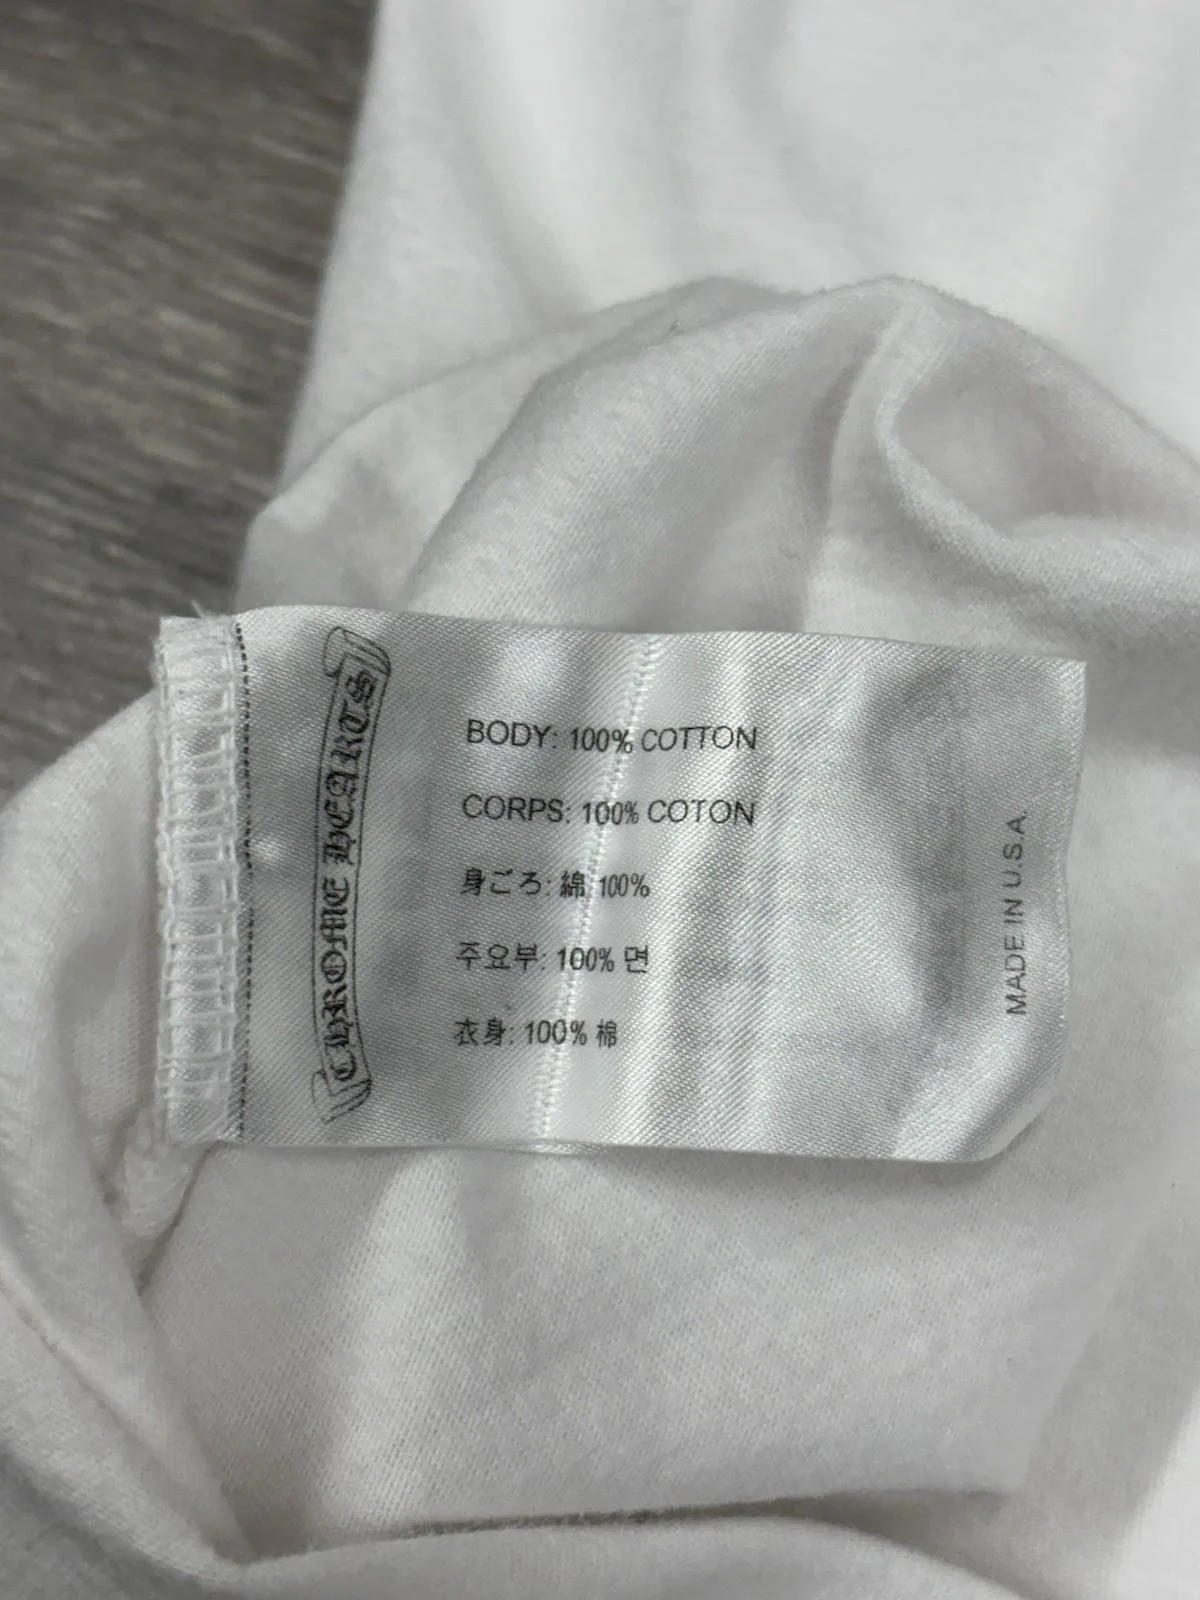 CHROME HEARTS
BODY: 100% COTTON
CORPS: 100% COTON
身ごろ: 綿 100%
주요부: 100% 면
衣身: 100% 棉
MADE IN U.S.A.